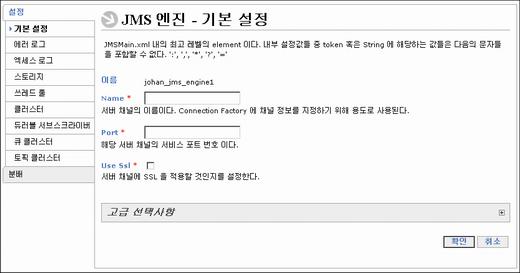 설정
기본 설정
에러 로그
엑세스 로그
스토리지
쓰레드 풀
클러스터
듀러블 서브스크라이버
큐 클러스터
토픽 클러스터
분배
JMS 엔진 - 기본 설정
JMSMain.xml 내의 최고 레벨의 element 이다. 내부 설정값들 중 token 혹은 String 에 해당하는 값들은 다음의 문자들
을 포함할 수 없다. ':', ',', '*', '?', '='
이름 johan_jms_engine1
Name *
서버 채널의 이름이다. Connection Factory 에 채널 정보를 지정하기 위해 용도로 사용된다.
Port *
해당 서버 채널의 서비스 포트 번호 이다.
Use Ssl *
서버 채널에 SSL 을 적용할 것인지를 설정한다.
고급 선택사항
확인 취소